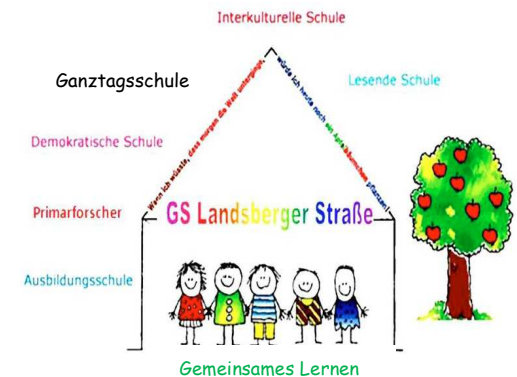 Interkulturelle Schule
Ganztagsschule
Lesende Schule
Wenn ich wüsste, dass morgen die Welt unterginge,
würde ich heute noch ein Apfelbäumchen pflanzen!
Demokratische Schule
Primarforscher
GS Landsberger Straße
Ausbildungsschule
Gemeinsames Lernen